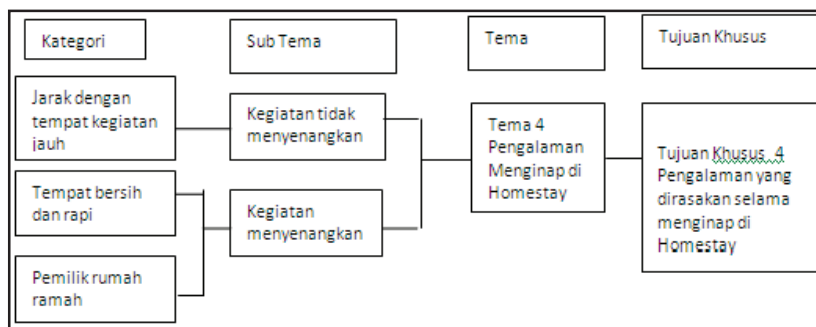 Kategori
Sub Tema
Tema
Tujuan Khusus
Jarak dengan
tempat kegiatan
jauh
Kegiatan tidak
menyenangkan
Tema 4
Pengalaman
Menginap di
Homestay
Tujuan Khusus 4
Pengalaman yang
dirasakan selama
menginap di
Homestay
Tempat bersih
dan rapi
Kegiatan
menyenangkan
Pemilik rumah
ramah